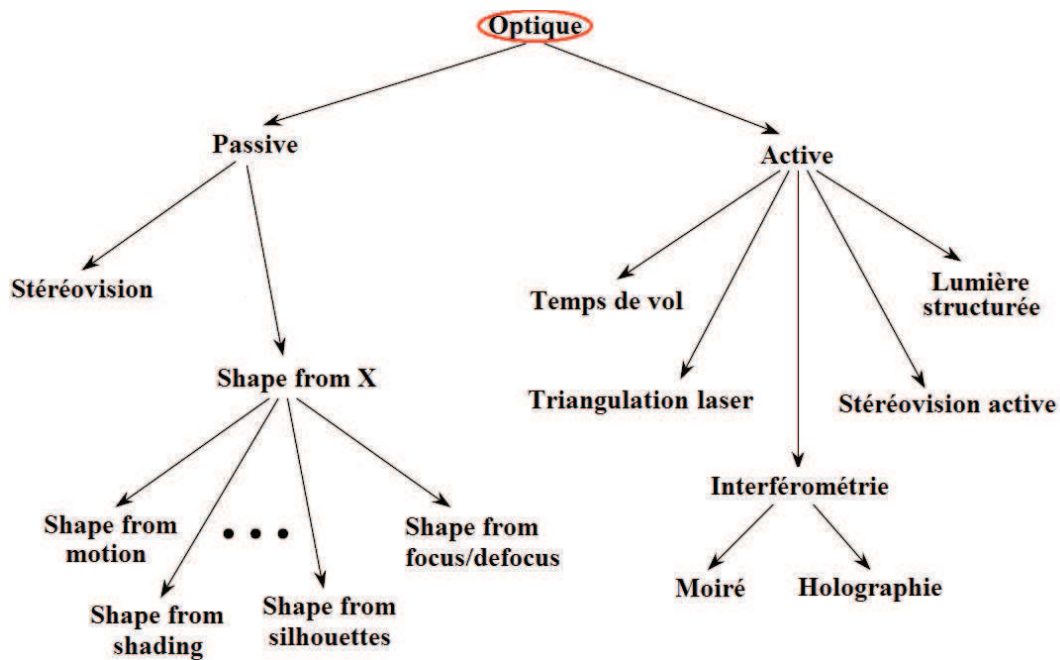 Optique
Passive
Active
Stéréovision
Temps de vol
Lumière
structurée
Shape from X
Triangulation laser
Stéréovision active
Interférométrie
Shape from
motion
• • •
Shape from
focus/defocus
Moiré
Holographie
Shape from
shading
Shape from
silhouettes